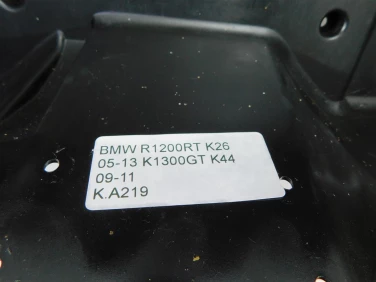 BMW R1200RT K26
05-13 K1300GT K44
09-11
K.A219